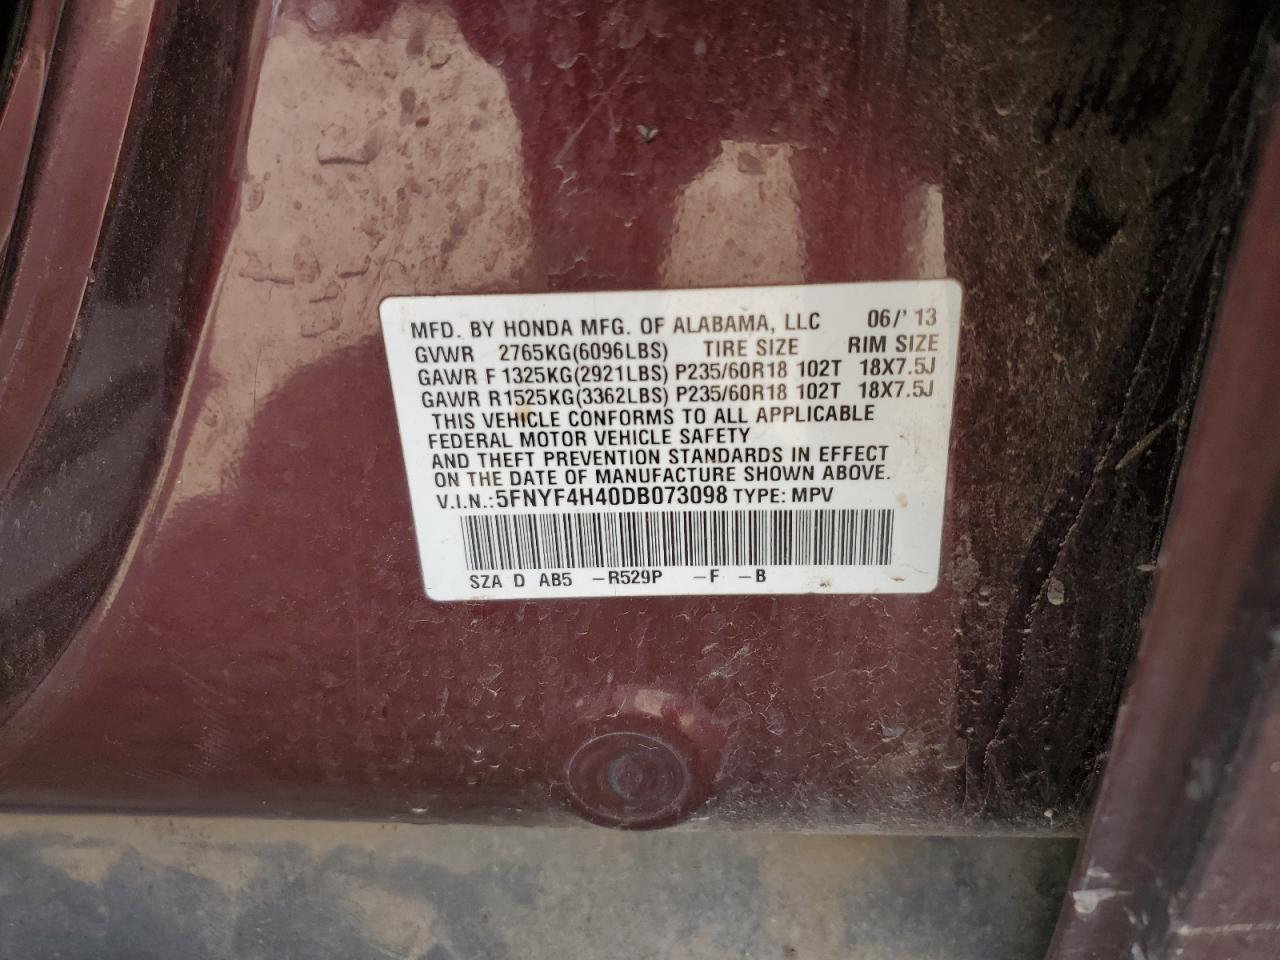 MFD. BY HONDA MFG. OF ALABAMA, LLC 06/'13
GVWR 2765KG(6096LBS) TIRE SIZE RIM SIZE
GAWR F 1325KG(2921LBS) P235/60R18 102T 18X7.5J
GAWR R1525KG(3362LBS) P235/60R18 102T 18X7.5J
THIS VEHICLE CONFORMS TO ALL APPLICABLE
FEDERAL MOTOR VEHICLE SAFETY
AND THEFT PREVENTION STANDARDS IN EFFECT
ON THE DATE OF MANUFACTURE SHOWN ABOVE.
V.I.N.:5FNYF4H40DB073098 TYPE: MPV
SZA D AB5 -R529P -F -B